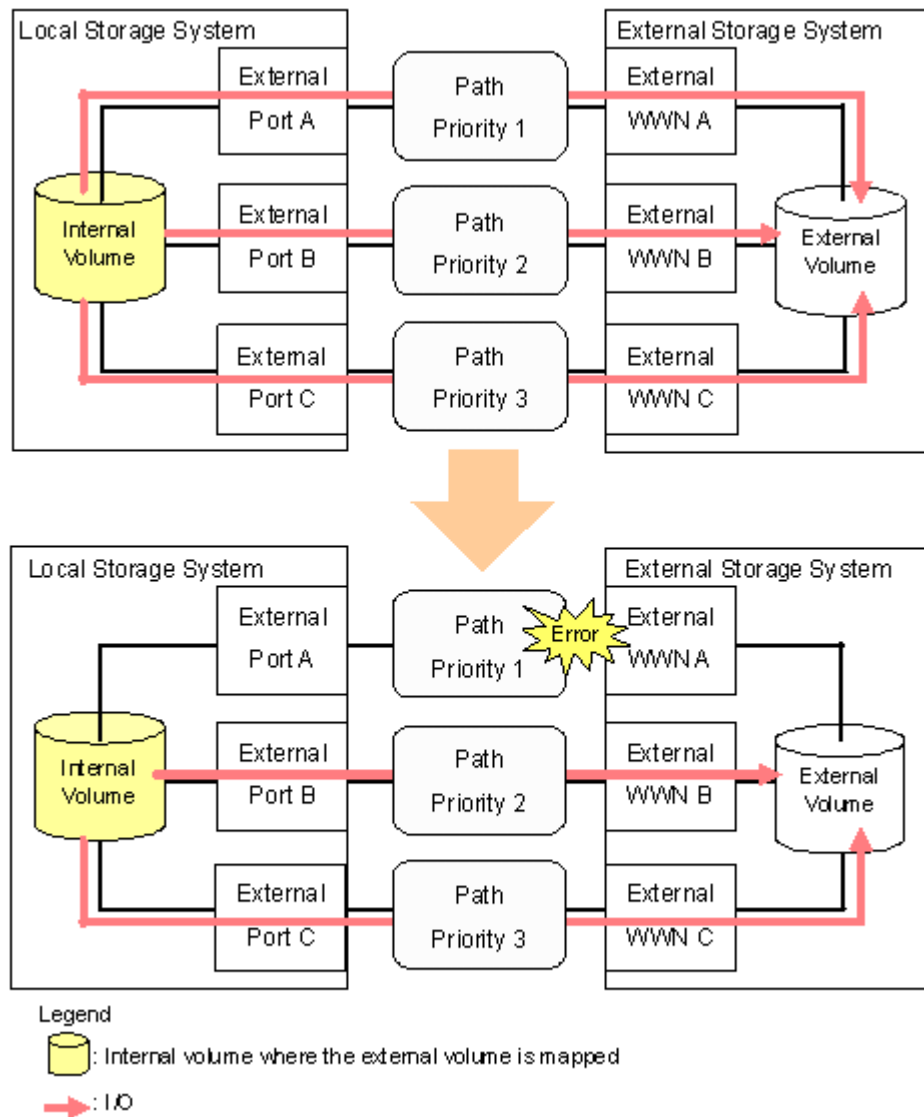 Local Storage System
External Storage System
External
Port A
Path
Priority 1
External
WWN A
Internal
Volume
External
Port B
Path
Priority 2
External
WWN B
External
Volume
External
Port C
Path
Priority 3
External
WWN C
Local Storage System
External Storage System
External
Port A
Path
Priority 1
Error
External
WWN A
Internal
Volume
External
Port B
Path
Priority 2
External
WWN B
External
Volume
External
Port C
Path
Priority 3
External
WWN C
Legend
: Internal volume where the external volume is mapped
: I/O